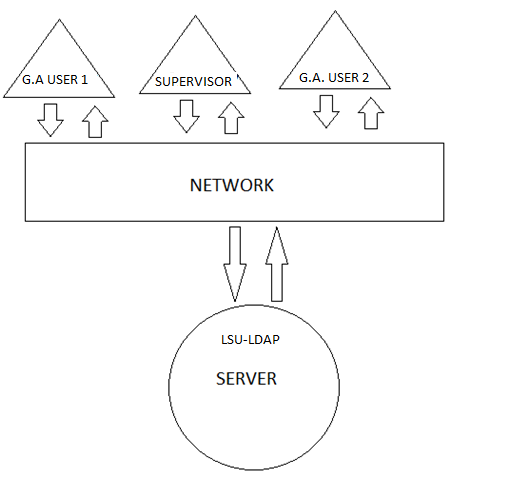 G.A USER 1
SUPERVISOR
G.A. USER 2
NETWORK
LSU-LDAP
SERVER